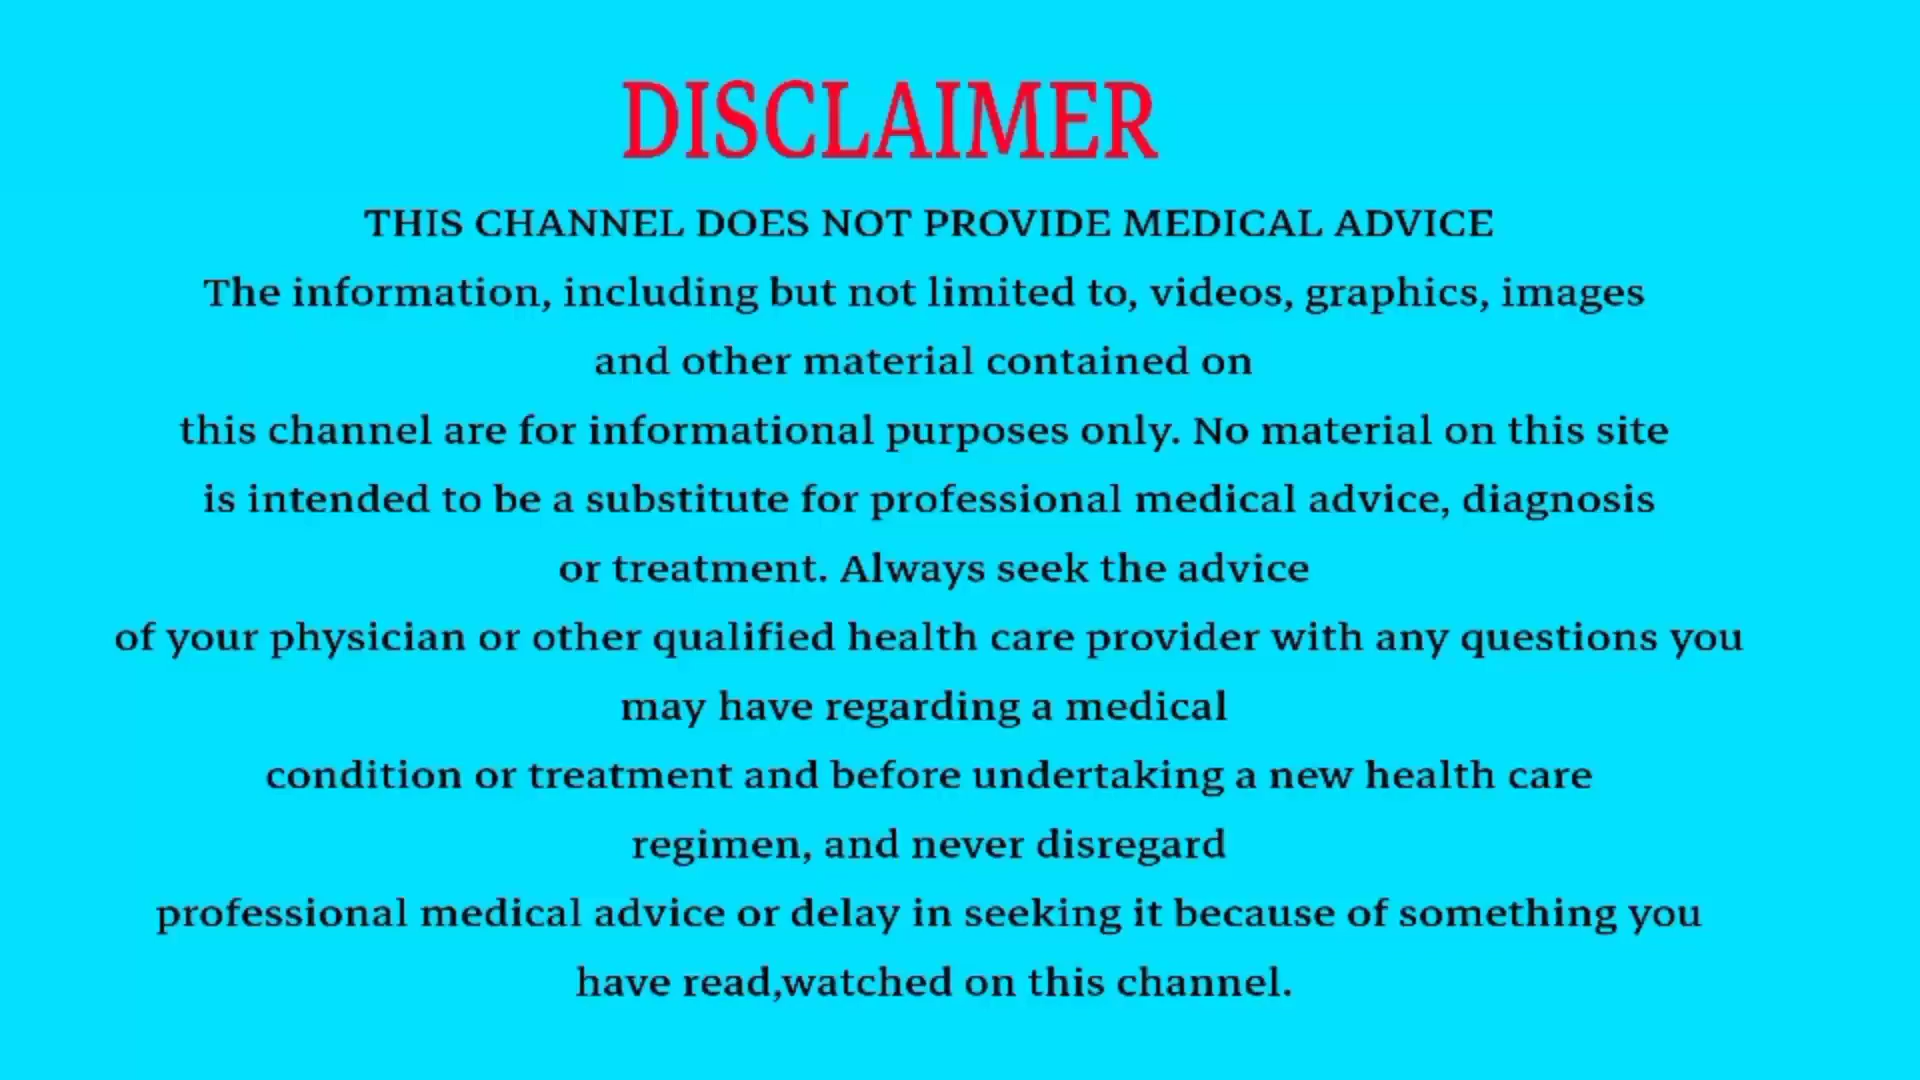 DISCLAIMER
THIS CHANNEL DOES NOT PROVIDE MEDICAL ADVICE
The information, including but not limited to, videos, graphics, images
and other material contained on
this channel are for informational purposes only. No material on this site
is intended to be a substitute for professional medical advice, diagnosis
or treatment. Always seek the advice
of your physician or other qualified health care provider with any questions you
may have regarding a medical
condition or treatment and before undertaking a new health care
regimen, and never disregard
professional medical advice or delay in seeking it because of something you
have read,watched on this channel.